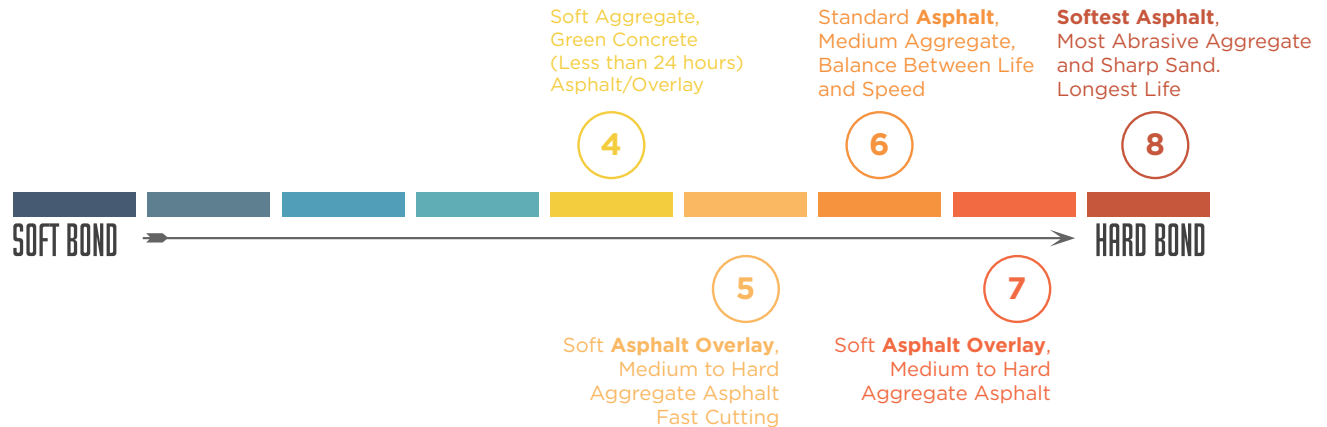 Soft Aggregate,
Green Concrete
(Less than 24 hours)
Asphalt/Overlay
4
Standard Asphalt,
Medium Aggregate,
Balance Between Life
and Speed
6
Softest Asphalt,
Most Abrasive Aggregate
and Sharp Sand.
Longest Life
8
SOFT BOND
HARD BOND
5
Soft Asphalt Overlay,
Medium to Hard
Aggregate Asphalt
Fast Cutting
7
Soft Asphalt Overlay,
Medium to Hard
Aggregate Asphalt